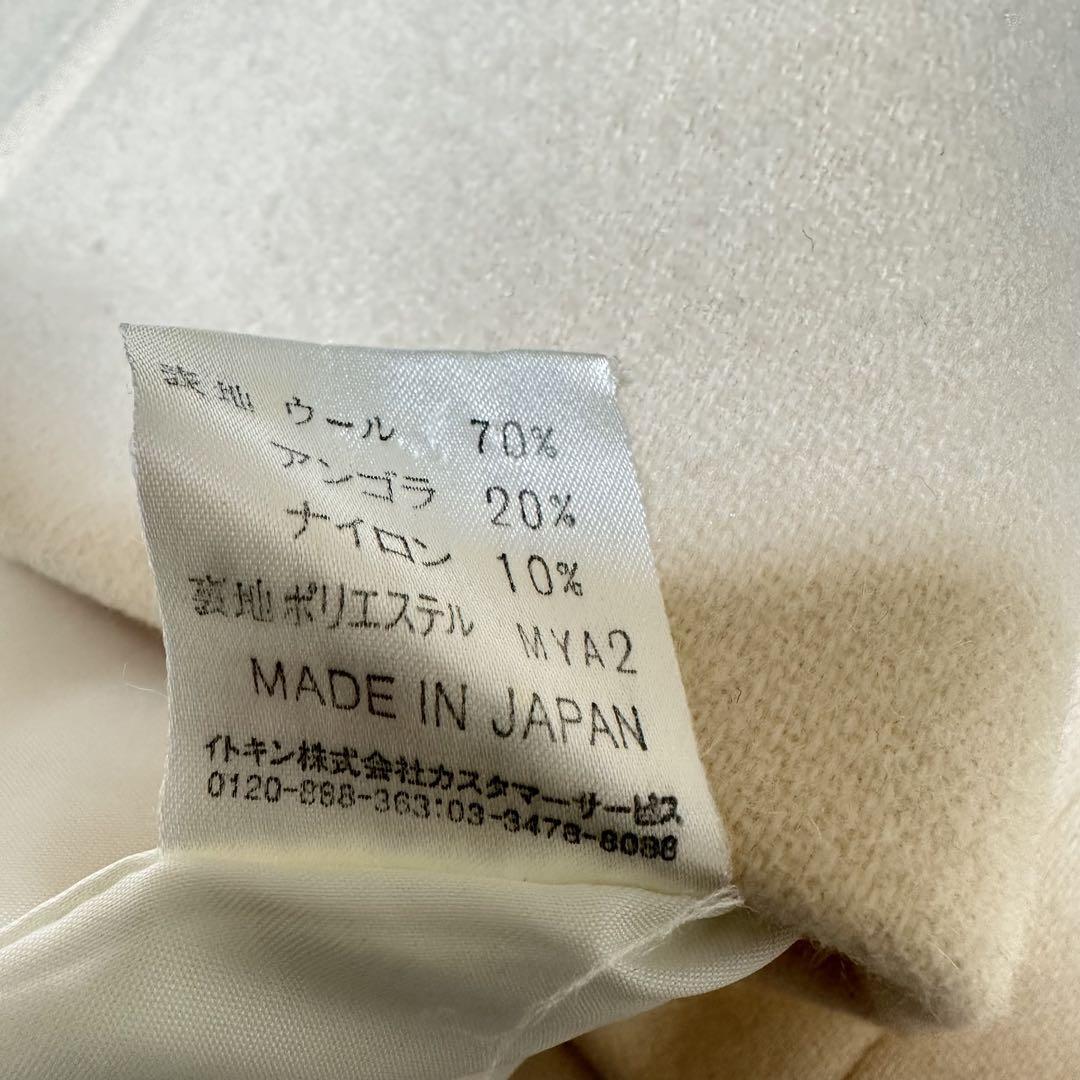 表地 ウール 70%
アンゴラ 20%
ナイロン 10%
裏地 ポリエステル MYA2
MADE IN JAPAN
イトキン株式会社カスタマーサービス
0120-888-363:03-3478-8088